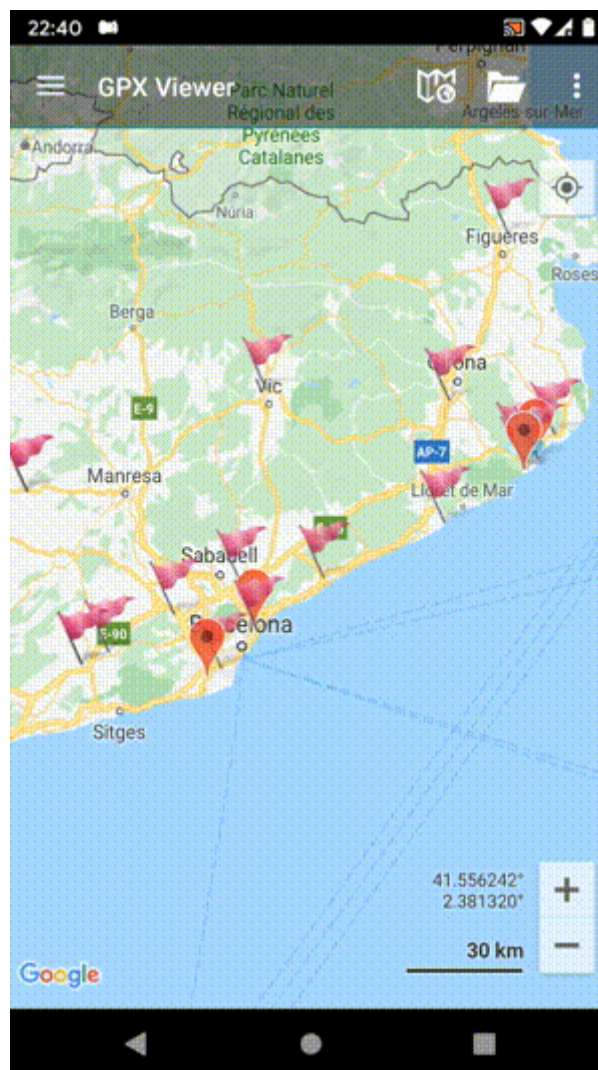 22:40
GPX Viewer
Perpignan
Parc Naturel
Régional des
Pyrénées
Catalanes
Argelès-sur-Mer
Andorra
Núria
Figueres
Roses
Berga
Vic
E-9
AP-7
Manresa
Lloret de Mar
Sabadell
Barcelona
Sitges
41.556242°
2.381320°
30 km
Google